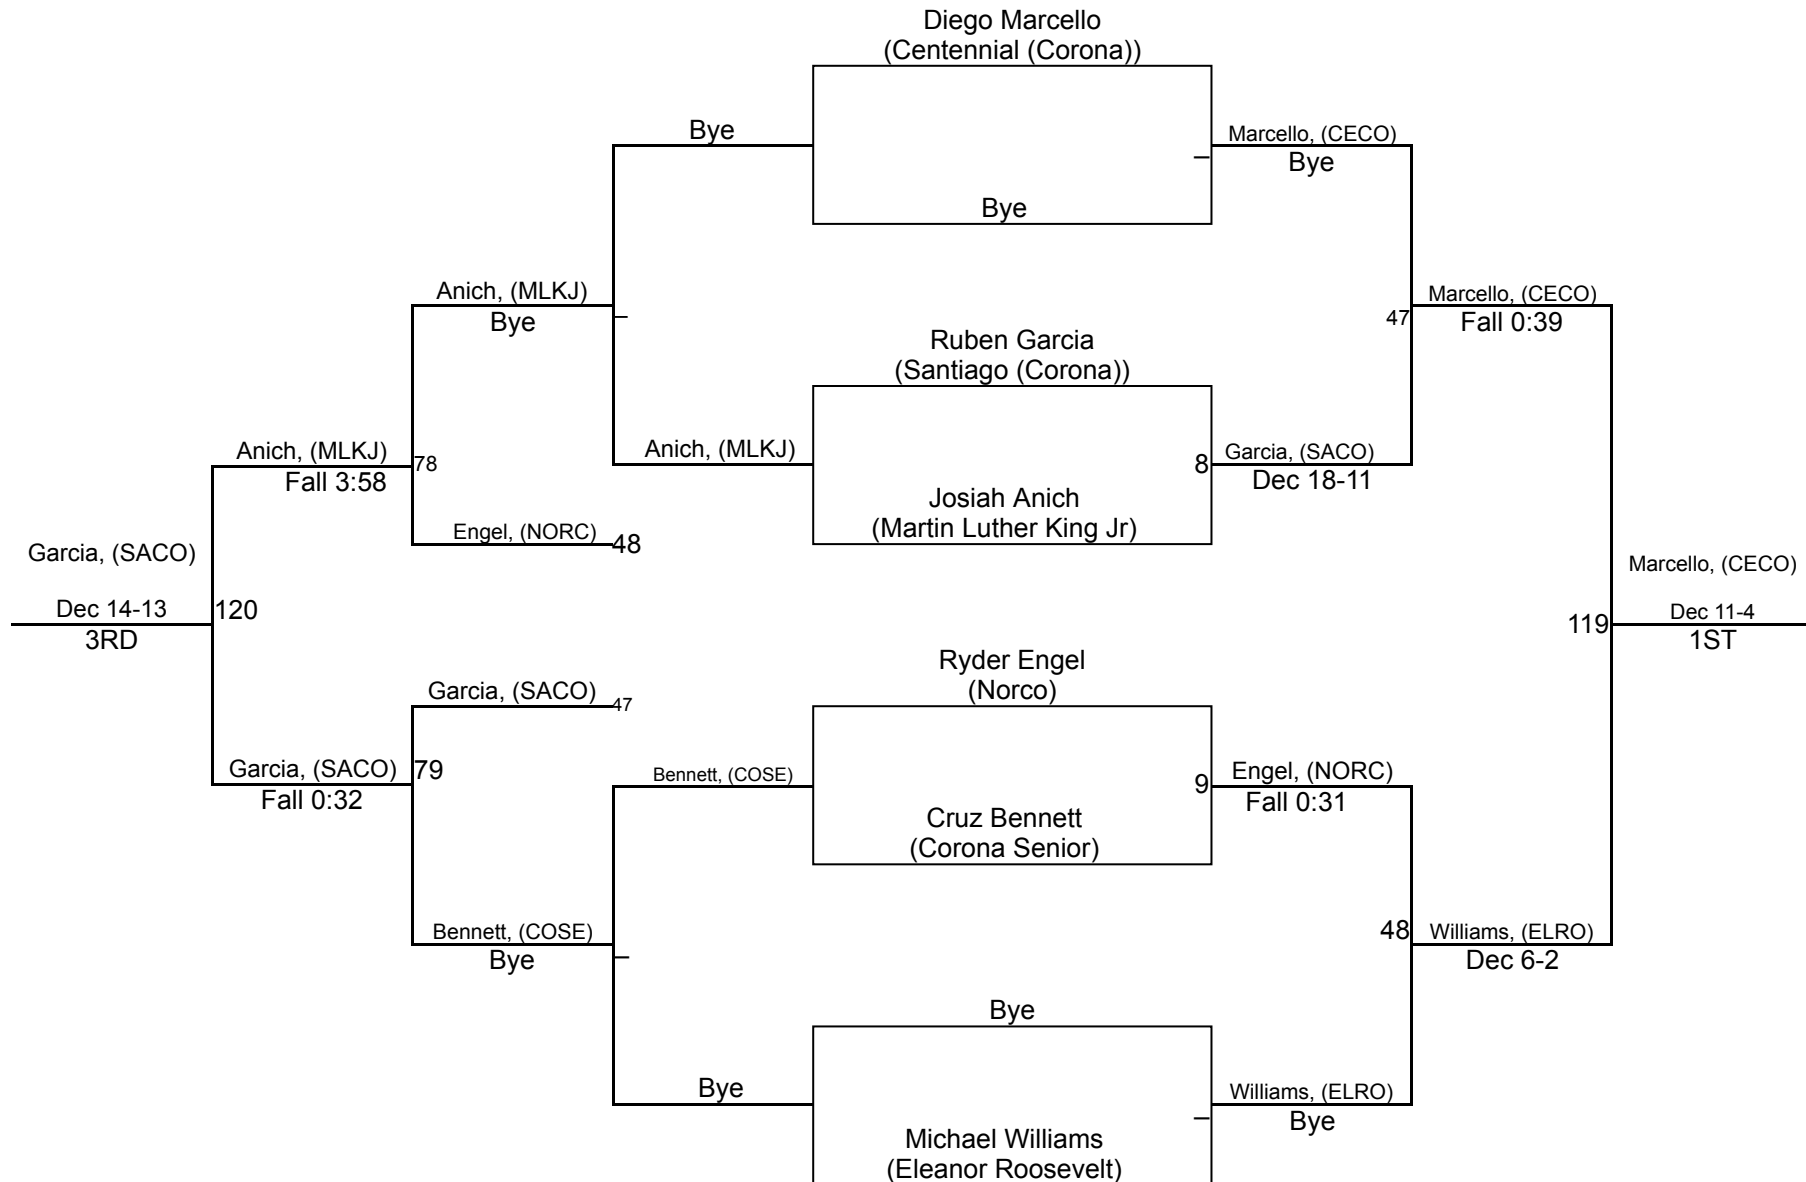 Diego Marcello
(Centennial (Corona))
Bye
Marcello, (CECO)
Bye
Bye
Anich, (MLKJ)
Bye
Marcello, (CECO)
47
Fall 0:39
Ruben Garcia
(Santiago (Corona))
Anich, (MLKJ)
78
Fall 3:58
Anich, (MLKJ)
8
Garcia, (SACO)
Dec 18-11
Josiah Anich
(Martin Luther King Jr)
Engel, (NORC)
48
Garcia, (SACO)
Dec 14-13
120
3RD
Marcello, (CECO)
119
Dec 11-4
1ST
Ryder Engel
(Norco)
Garcia, (SACO)
47
Garcia, (SACO)
79
Fall 0:32
Bennett, (COSE)
9
Engel, (NORC)
Fall 0:31
Cruz Bennett
(Corona Senior)
Bennett, (COSE)
Bye
48
Williams, (ELRO)
Dec 6-2
Bye
Bye
Williams, (ELRO)
Bye
Michael Williams
(Eleanor Roosevelt)